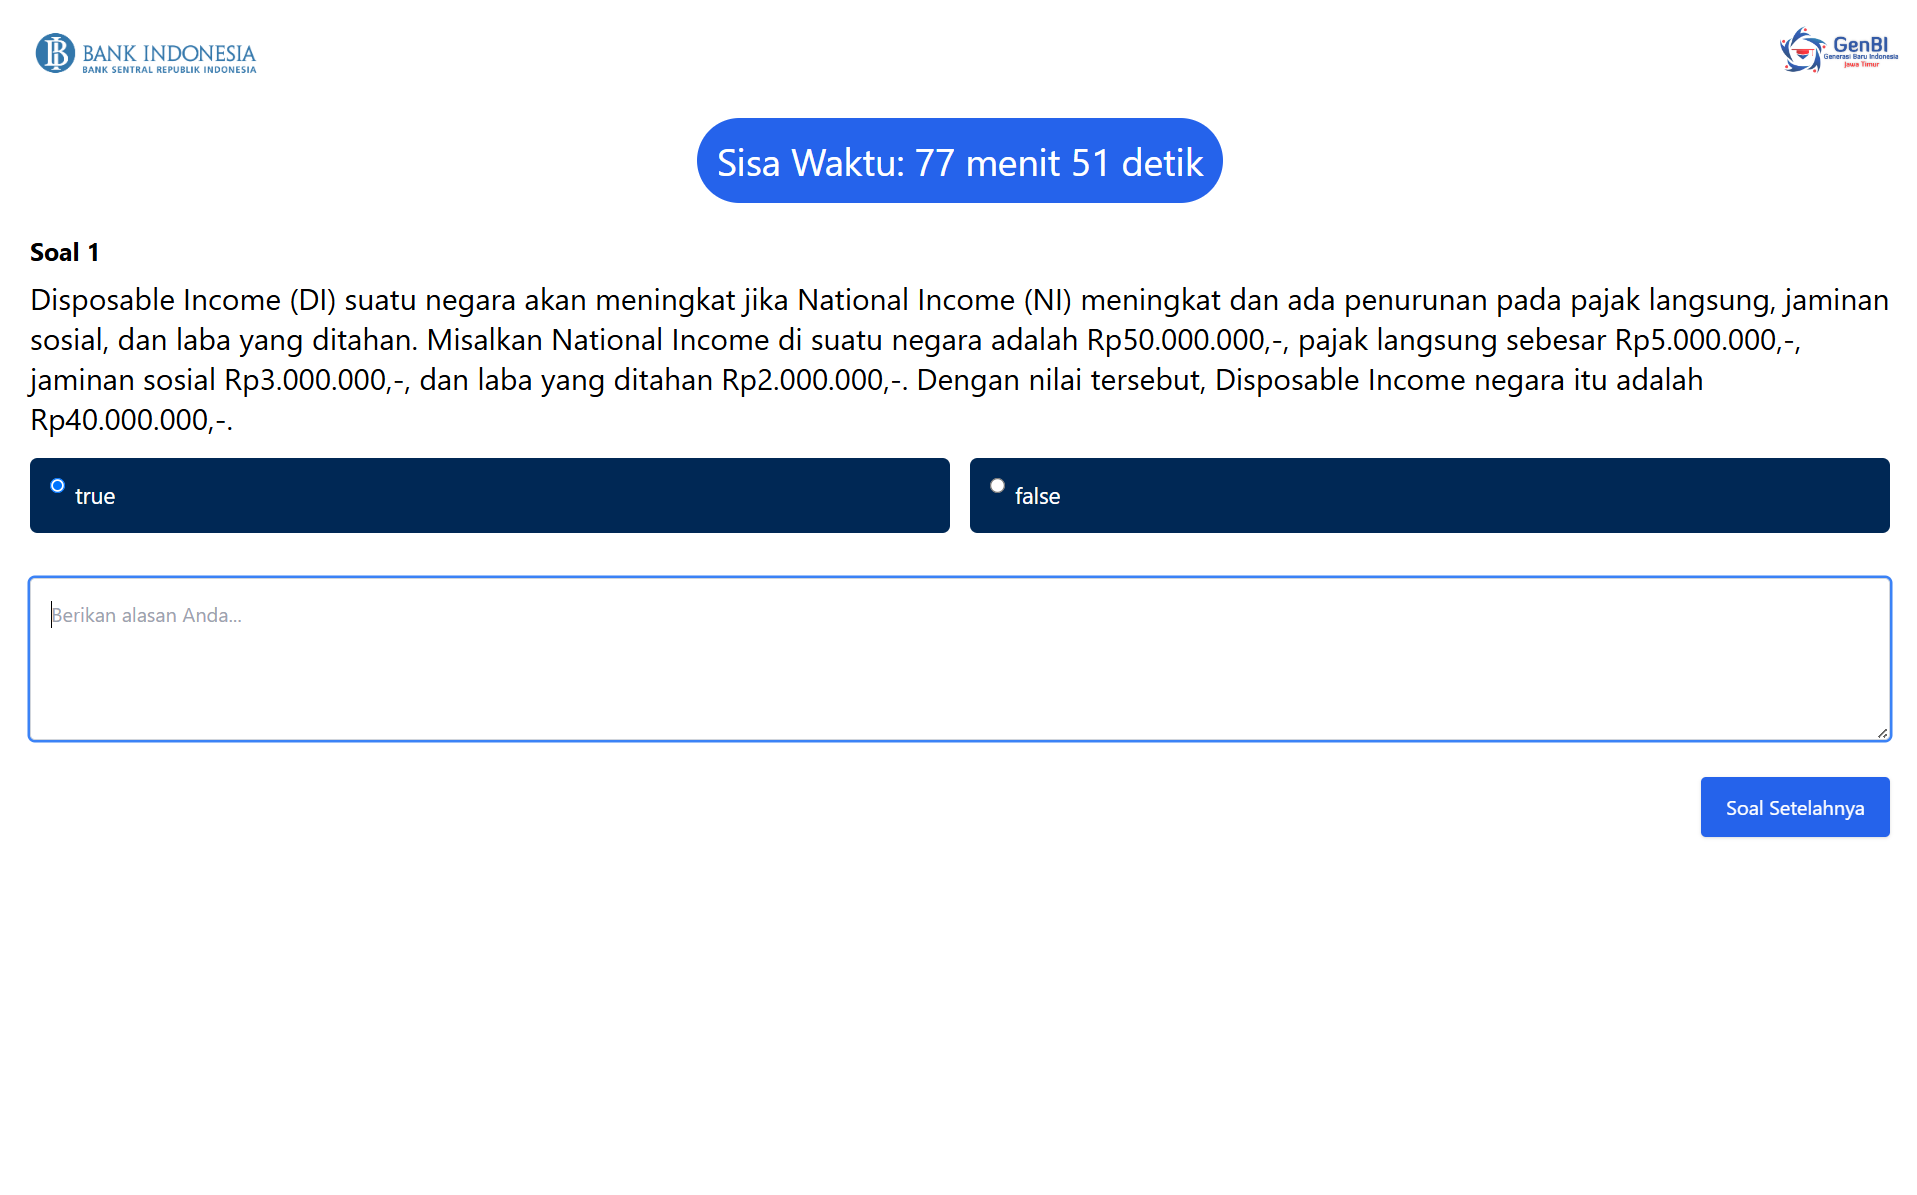 BANK INDONESIA
BANK SENTRAL REPUBLIK INDONESIA
GenBI
Generasi Baru Indonesia
Jawa Timur
Sisa Waktu: 77 menit 51 detik
Soal 1
Disposable Income (DI) suatu negara akan meningkat jika National Income (NI) meningkat dan ada penurunan pada pajak langsung, jaminan
sosial, dan laba yang ditahan. Misalkan National Income di suatu negara adalah Rp50.000.000,-, pajak langsung sebesar Rp5.000.000,-,
jaminan sosial Rp3.000.000,-, dan laba yang ditahan Rp2.000.000,-. Dengan nilai tersebut, Disposable Income negara itu adalah
Rp40.000.000,-.
true
false
Berikan alasan Anda...
Soal Setelahnya